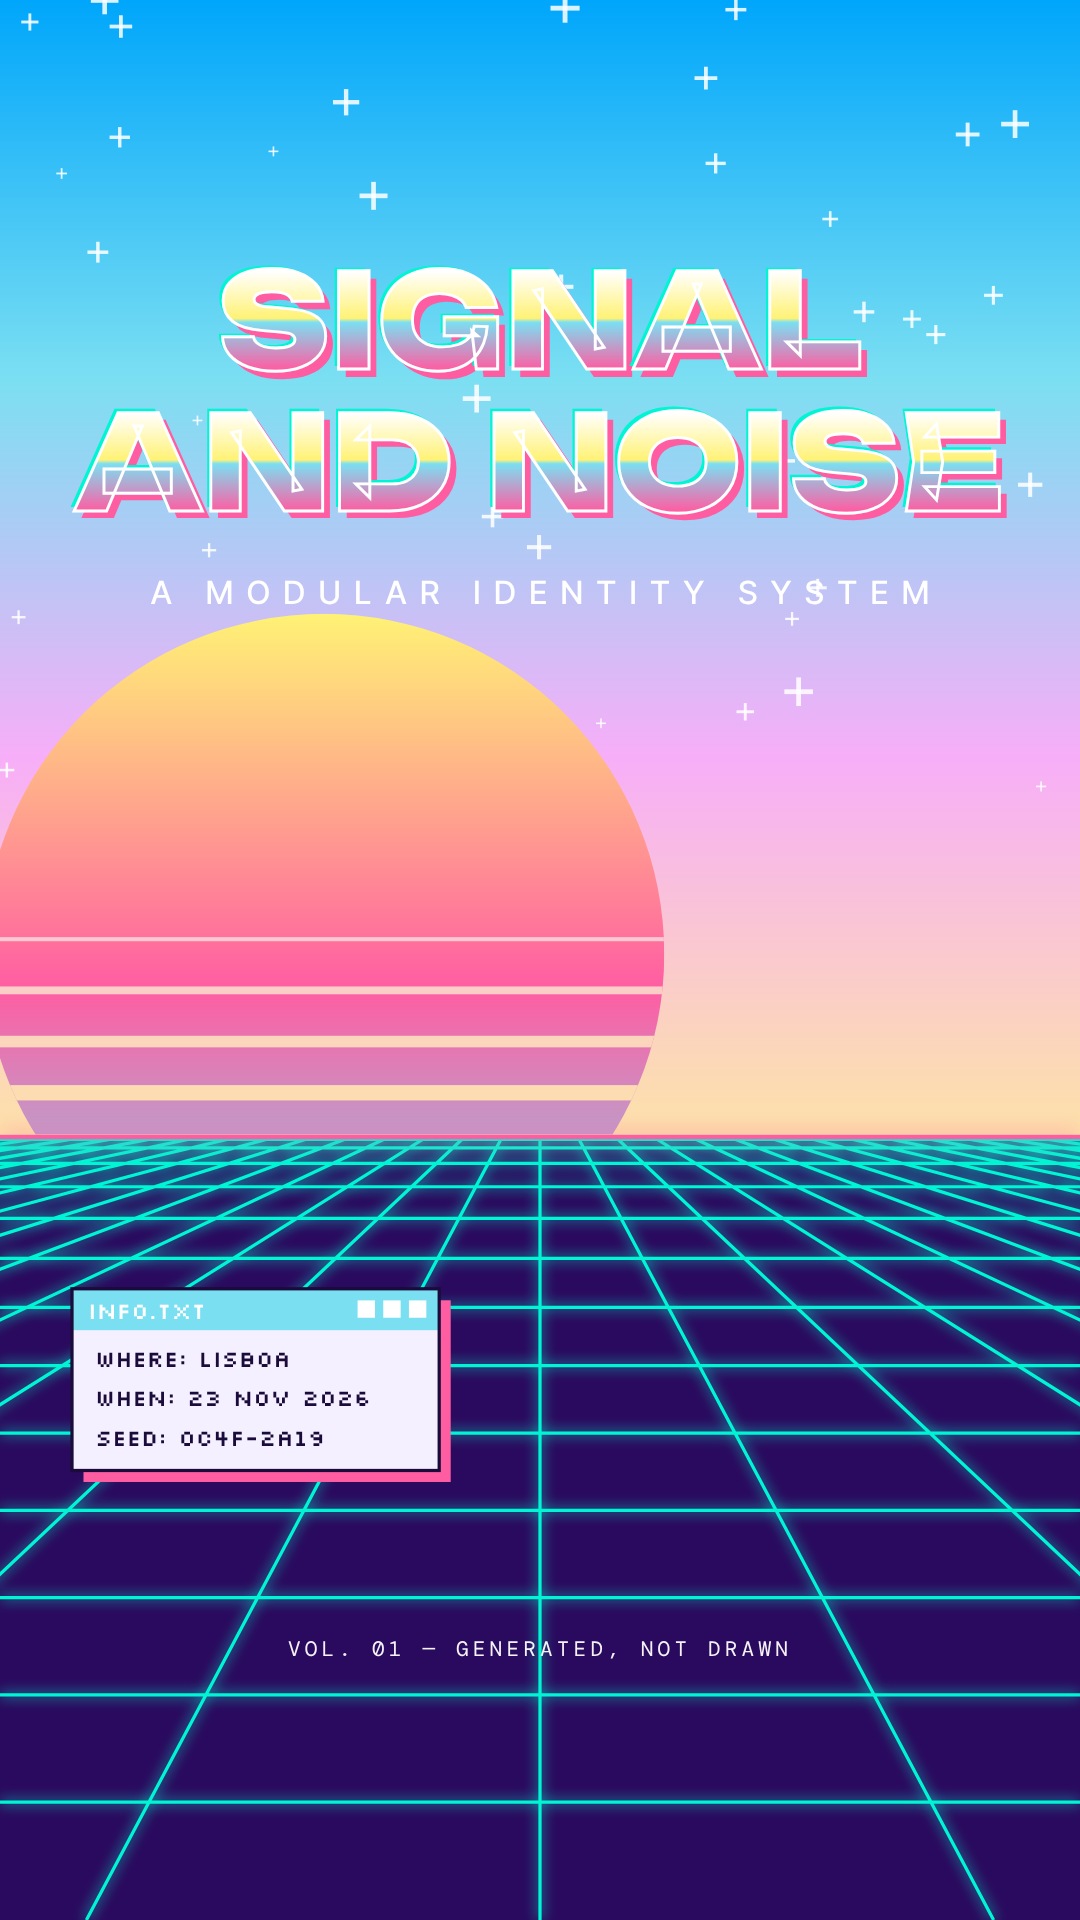 SIGNAL
AND NOISE
A MODULAR IDENTITY SYSTEM
INFO.TXT
WHERE: LISBOA
WHEN: 23 NOV 2026
SEED: 0C4F-2A19
VOL. 01 — GENERATED, NOT DRAWN